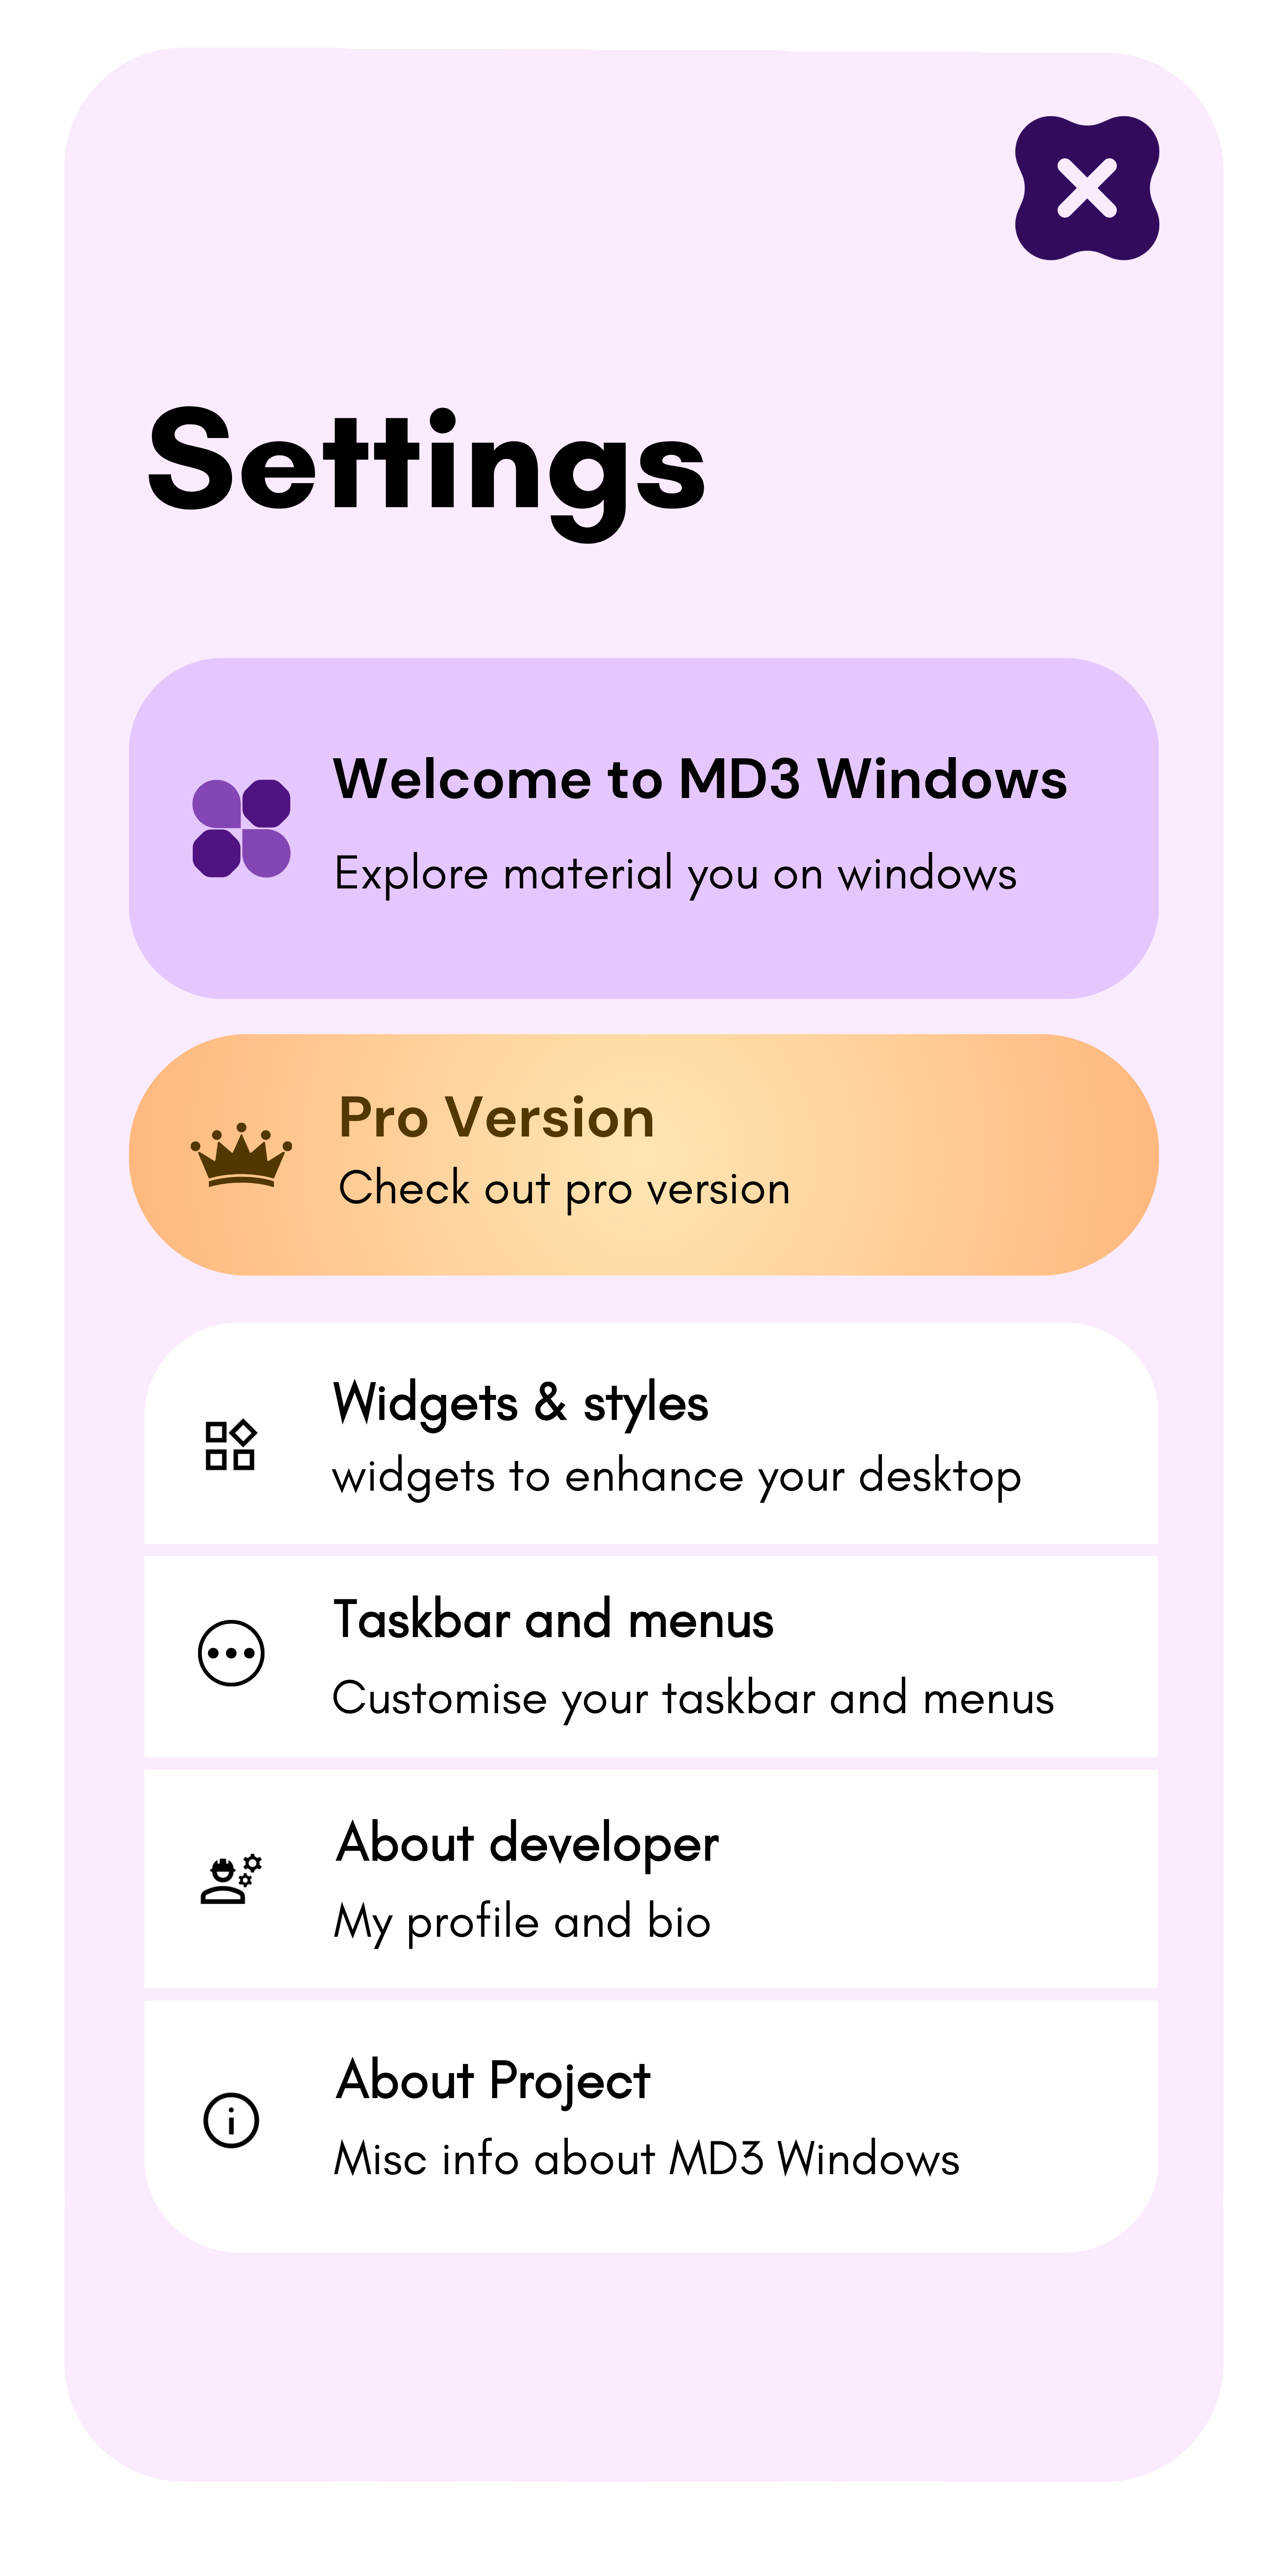 Settings
Welcome to MD3 Windows
Explore material you on windows
Pro Version
Check out pro version
Widgets & styles
widgets to enhance your desktop
Taskbar and menus
Customise your taskbar and menus
About developer
My profile and bio
About Project
Misc info about MD3 Windows